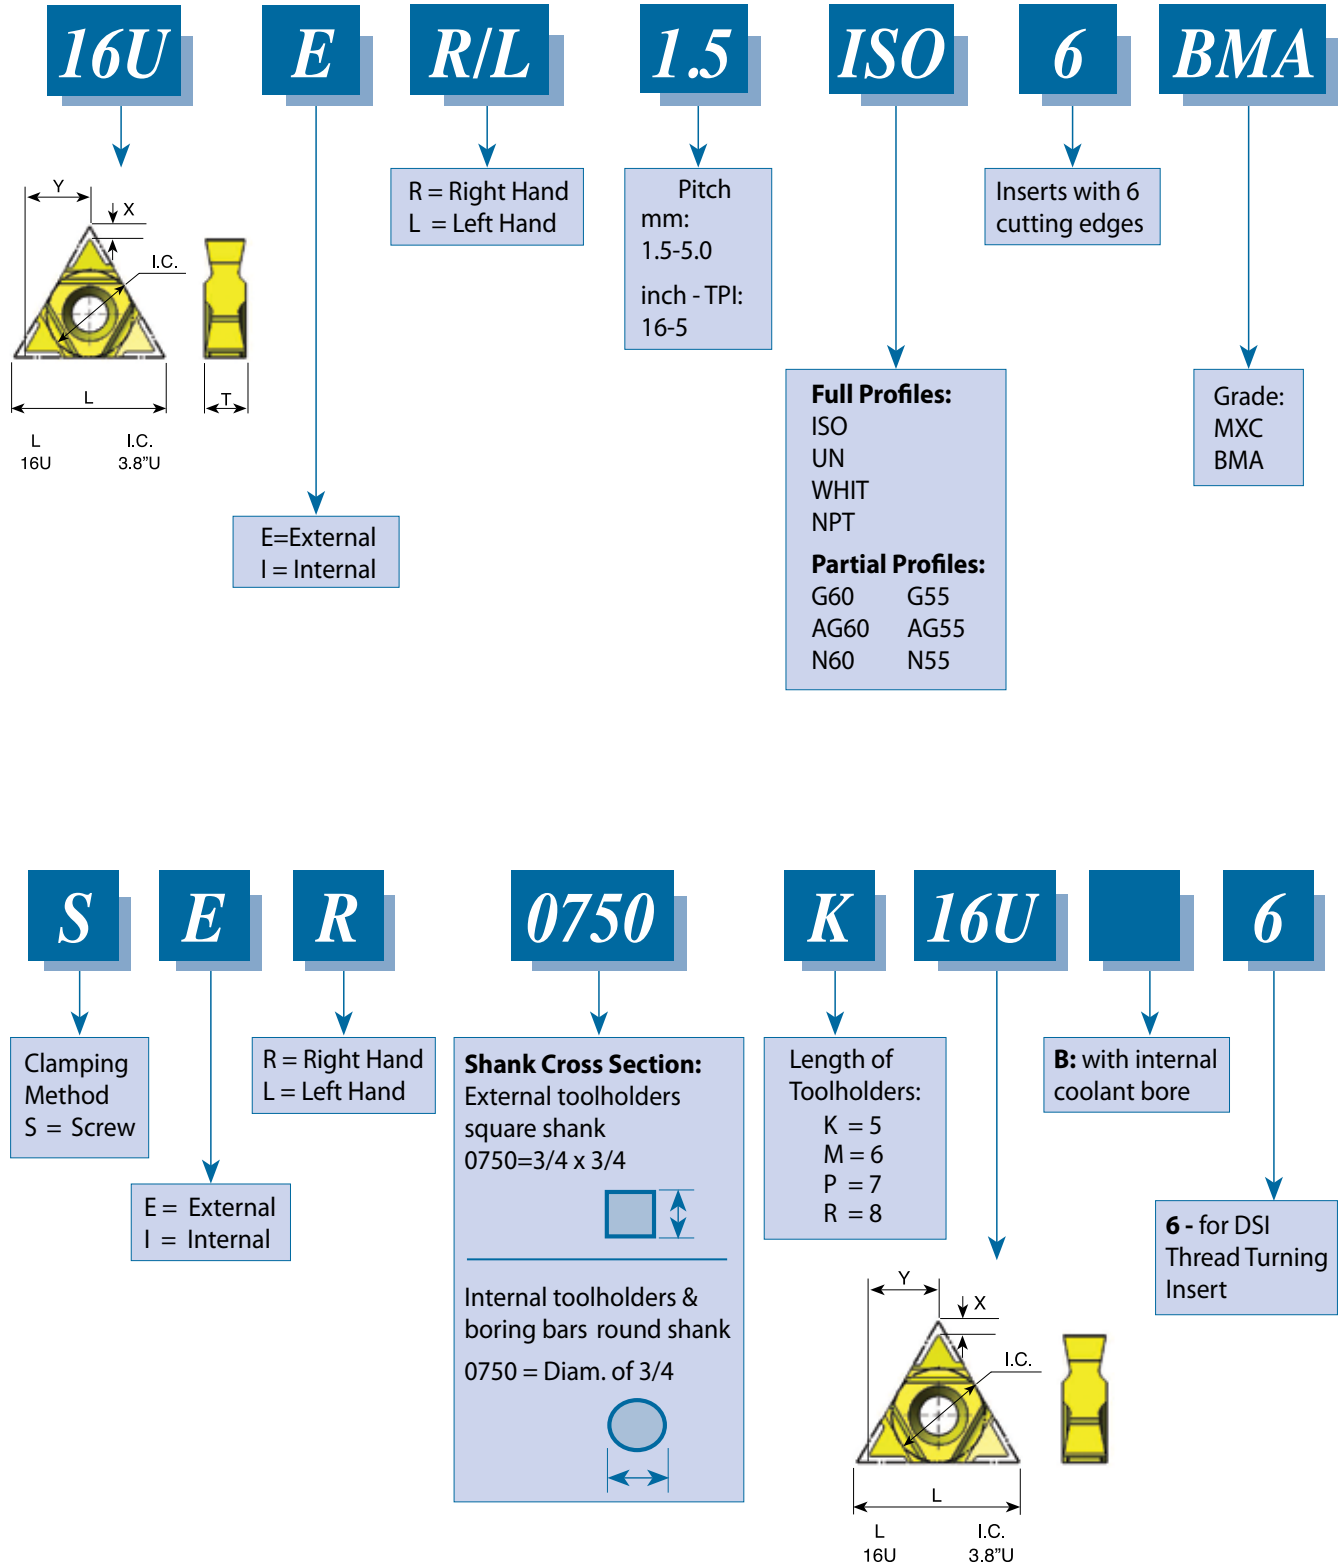 16U E R/L 1.5 ISO 6 BMA
Y
X
I.C.
L
T
L I.C.
16U 3.8"U
E=External
I = Internal
R = Right Hand
L = Left Hand
Pitch
mm:
1.5-5.0
inch - TPI:
16-5
Full Profiles:
ISO
UN
WHIT
NPT
Partial Profiles:
G60 G55
AG60 AG55
N60 N55
Inserts with 6
cutting edges
Grade:
MXC
BMA
S E R 0750 K 16U 6
Clamping
Method
S = Screw
E = External
I = Internal
R = Right Hand
L = Left Hand
Shank Cross Section:
External toolholders
square shank
0750=3/4 x 3/4
Internal toolholders &
boring bars round shank
0750 = Diam. of 3/4
Length of
Toolholders:
K = 5
M = 6
P = 7
R = 8
Y
X
I.C.
L
L I.C.
16U 3.8"U
B: with internal
coolant bore
6 - for DSI
Thread Turning
Insert